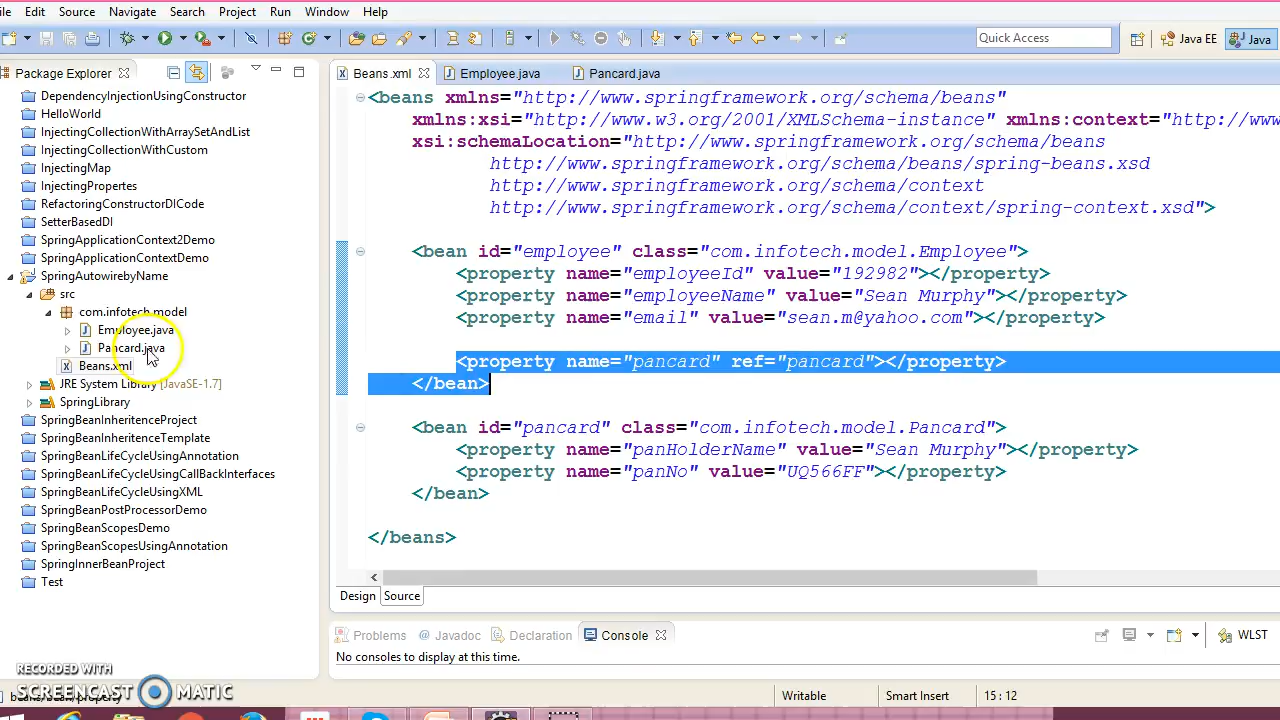 ile Edit Source Navigate Search Project Run Window Help
Quick Access
Java EE
Java
Package Explorer
DependencyInjectionUsingConstructor
HelloWorld
InjectingCollectionWithArraySetAndList
InjectingCollectionWithCustom
InjectingMap
InjectingPropertes
RefactoringConstructorDICode
SetterBasedDI
SpringApplicationContext2Demo
SpringApplicationContextDemo
SpringAutowirebyName
src
com.infotech.model
Employee.java
Pancard.java
Beans.xml
JRE System Library [JavaSE-1.7]
SpringLibrary
SpringBeanInheritenceProject
SpringBeanInheritenceTemplate
SpringBeanLifeCycleUsingAnnotation
SpringBeanLifeCycleUsingCallBackInterfaces
SpringBeanLifeCycleUsingXML
SpringBeanPostProcessorDemo
SpringBeanScopesDemo
SpringBeanScopesUsingAnnotation
SpringInnerBeanProject
Test
Beans.xml Employee.java Pancard.java
<beans xmlns="http://www.springframework.org/schema/beans"
xmlns:xsi="http://www.w3.org/2001/XMLSchema-instance" xmlns:context="http://www.sp
xsi:schemaLocation="http://www.springframework.org/schema/beans
http://www.springframework.org/schema/beans/spring-beans.xsd
http://www.springframework.org/schema/context
http://www.springframework.org/schema/context/spring-context.xsd">
<bean id="employee" class="com.infotech.model.Employee">
<property name="employeeId" value="192982"></property>
<property name="employeeName" value="Sean Murphy"></property>
<property name="email" value="sean.m@yahoo.com"></property>
<property name="pancard" ref="pancard"></property>
</bean>
<bean id="pancard" class="com.infotech.model.Pancard">
<property name="panHolderName" value="Sean Murphy"></property>
<property name="panNo" value="UQ566FF"></property>
</bean>
</beans>
Design Source
Problems @ Javadoc Declaration Console
WLST
No consoles to display at this time.
RECORDED WITH
SCREENCAST MATIC
Writable Smart Insert 15 : 12